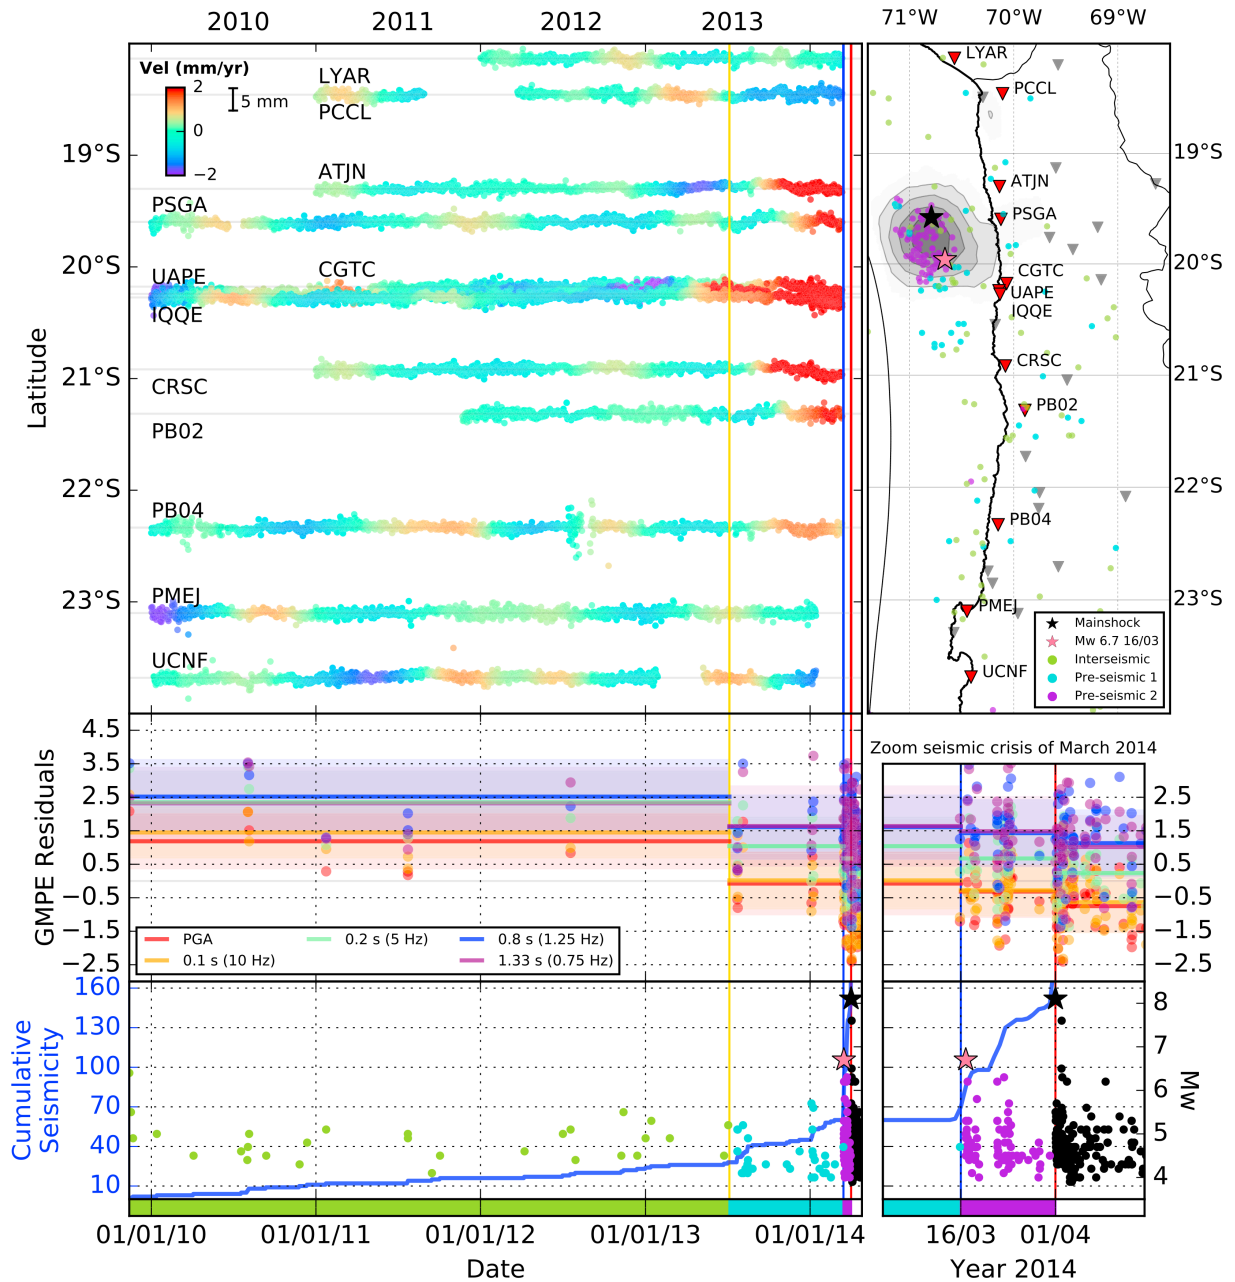 2010 2011 2012 2013
71°W 70°W 69°W
Vel (mm/yr)
2
0
−2
5 mm
LYAR
PCCL
ATJN
PSGA
UAPE
CGTC
IQQE
CRSC
PB02
PB04
PMEJ
UCNF
19°S
20°S
21°S
22°S
23°S
Latitude
LYAR
PCCL
ATJN
PSGA
CGTC
UAPE
IQQE
CRSC
PB02
PB04
PMEJ
UCNF
19°S
20°S
21°S
22°S
23°S
Mainshock
Mw 6.7 16/03
Interseismic
Pre-seismic 1
Pre-seismic 2
GMPE Residuals
4.5
3.5
2.5
1.5
0.5
−0.5
−1.5
−2.5
PGA
0.1 s (10 Hz)
0.2 s (5 Hz)
0.8 s (1.25 Hz)
1.33 s (0.75 Hz)
Zoom seismic crisis of March 2014
2.5
1.5
0.5
−0.5
−1.5
−2.5
Cumulative
Seismicity
160
130
100
70
40
10
8
7
6
5
4
Mw
01/01/10 01/01/11 01/01/12 01/01/13 01/01/14
Date
16/03 01/04
Year 2014